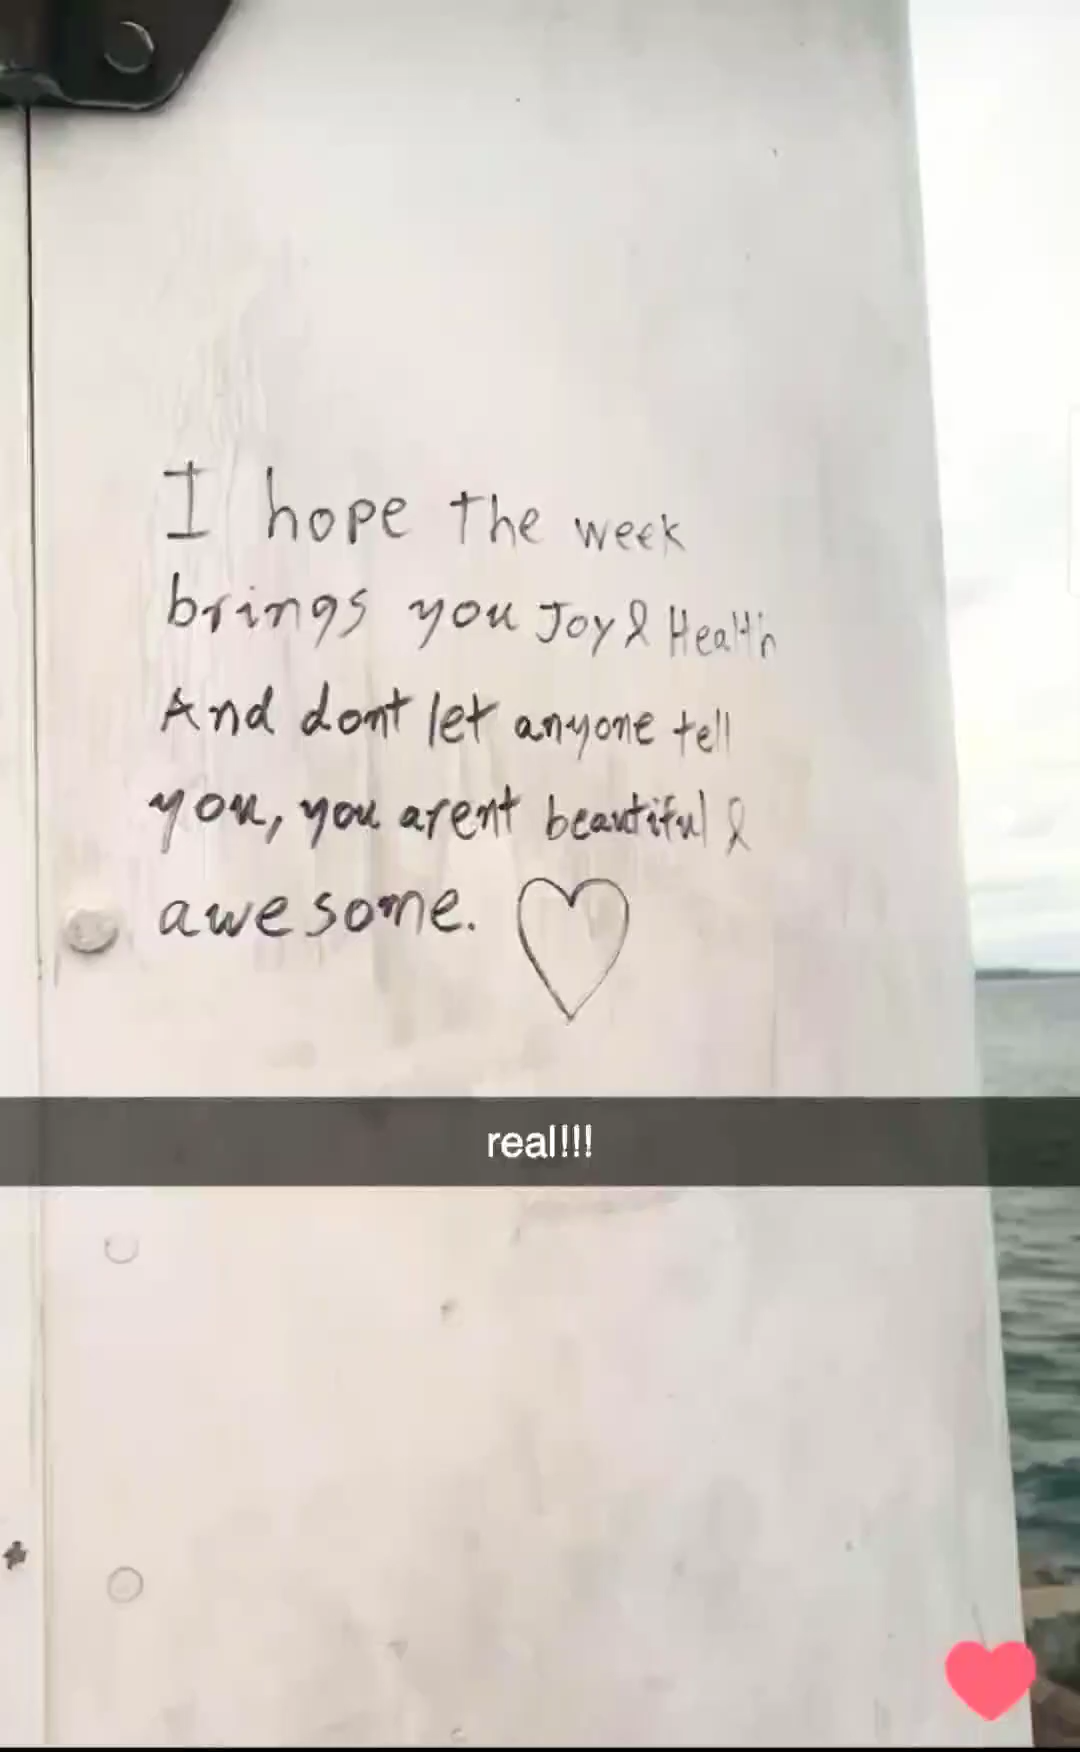 I hope the week
brings you Joy & Health
And dont let anyone tell
you, you arent beautiful &
awesome.
real!!!